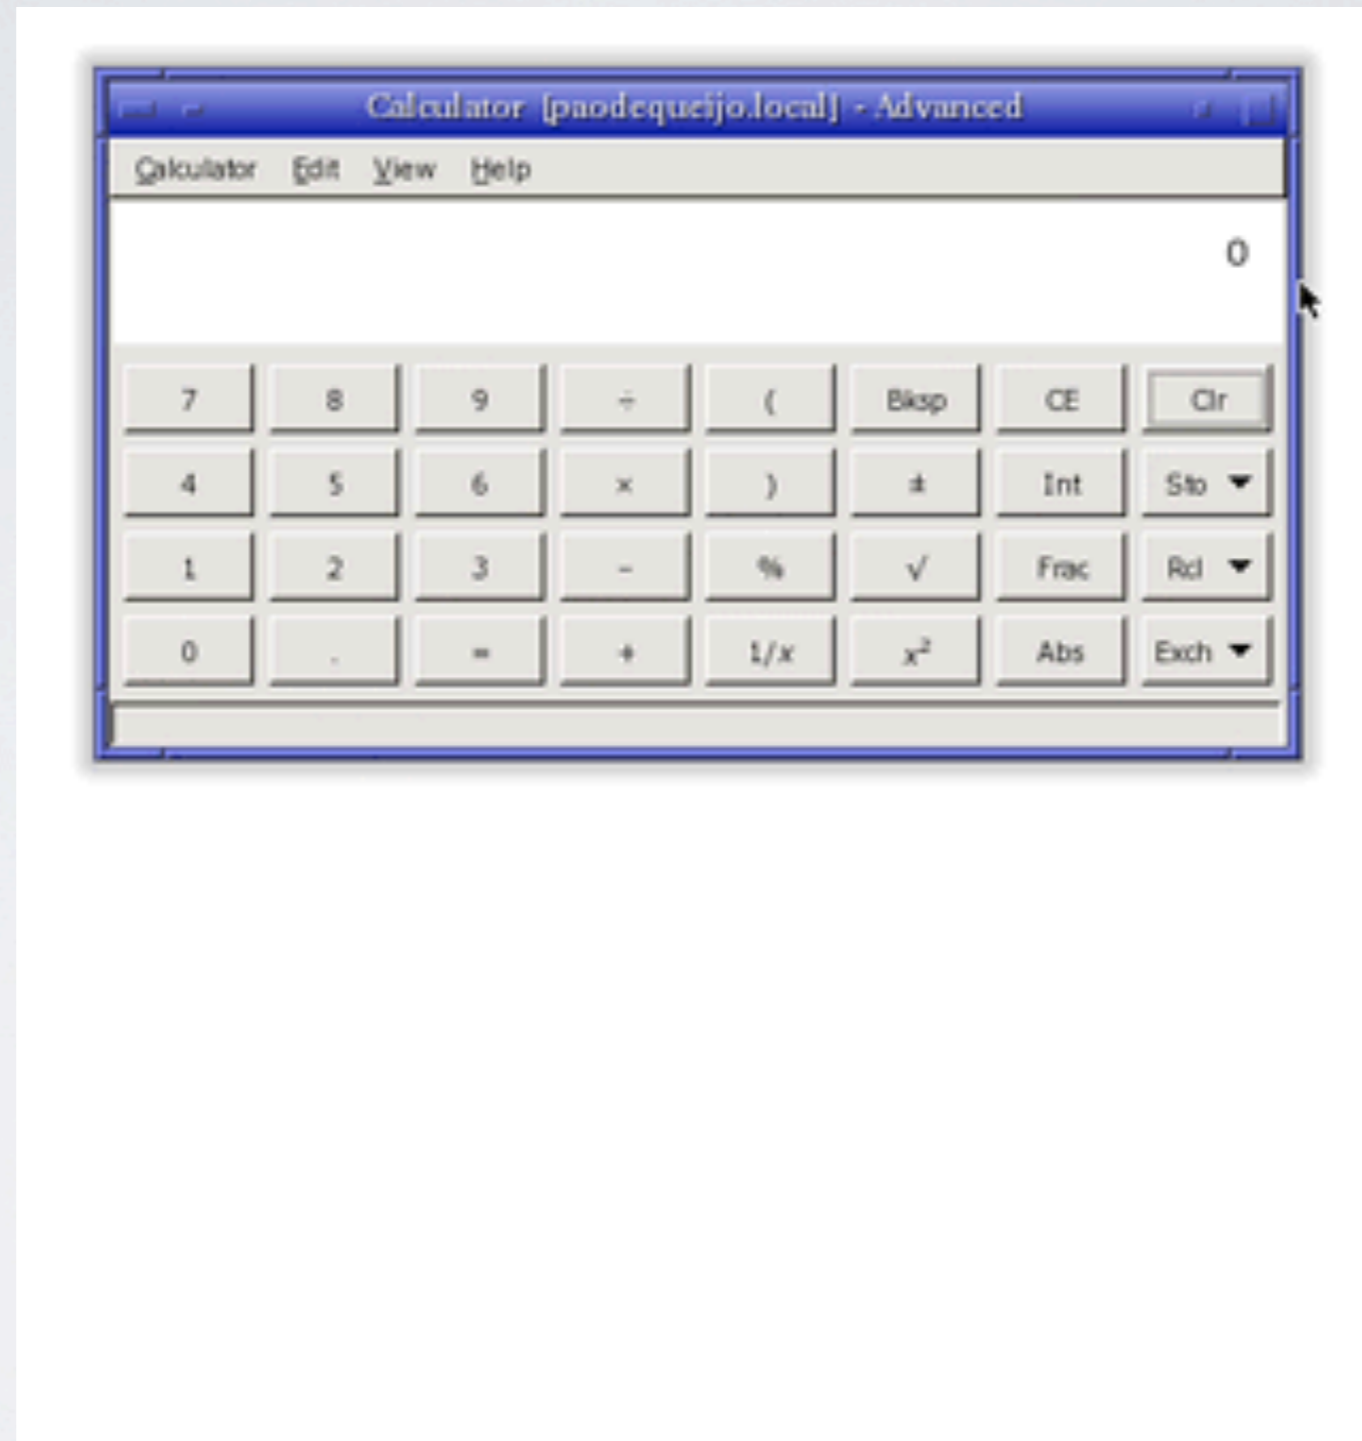 Calculator [paodequeijo.local] - Advanced
Calculator Edit View Help
0
7 8 9 ÷ ( Bksp CE Clr
4 5 6 × ) ± Int Sto
1 2 3 − % √ Frac Rcl
0 . = + 1/x x² Abs Exch